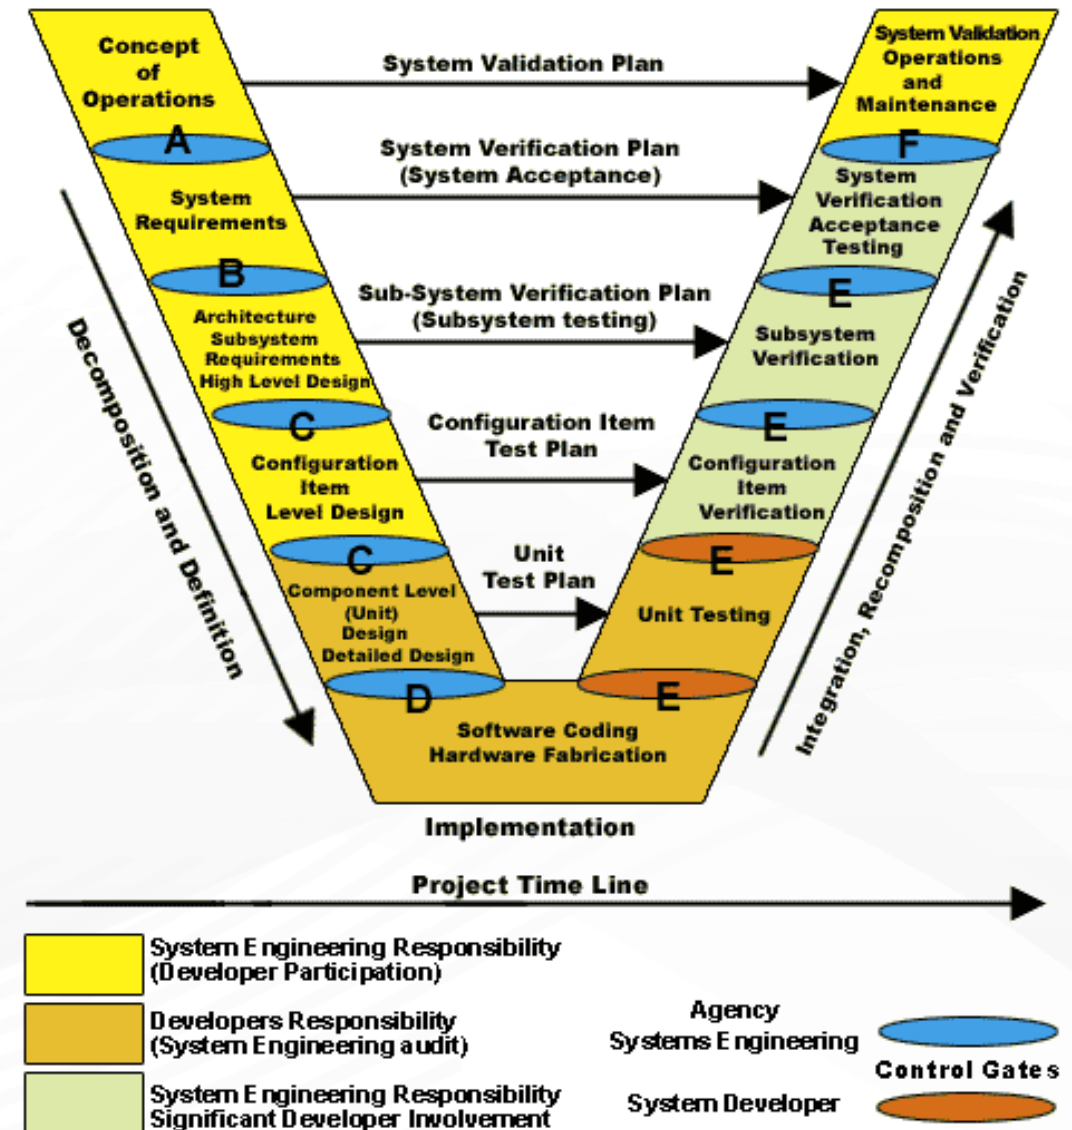 Concept
of
Operations
A
System
Requirements
B
Architecture
Subsystem
Requirements
High Level Design
C
Configuration
Item
Level Design
C
Component Level
(Unit)
Design
Detailed Design
D
Decomposition and Definition
System Validation Plan
System Verification Plan
(System Acceptance)
Sub-System Verification Plan
(Subsystem testing)
Configuration Item
Test Plan
Unit
Test Plan
Software Coding
Hardware Fabrication
Implementation
System Validation
Operations
and
Maintenance
F
System
Verification
Acceptance
Testing
E
Subsystem
Verification
E
Configuration
Item
Verification
E
Unit Testing
E
Integration, Recomposition and Verification
Project Time Line
System Engineering Responsibility
(Developer Participation)
Developers Responsibility
(System Engineering audit)
System Engineering Responsibility
Significant Developer Involvement
Agency
Systems Engineering
Control Gates
System Developer